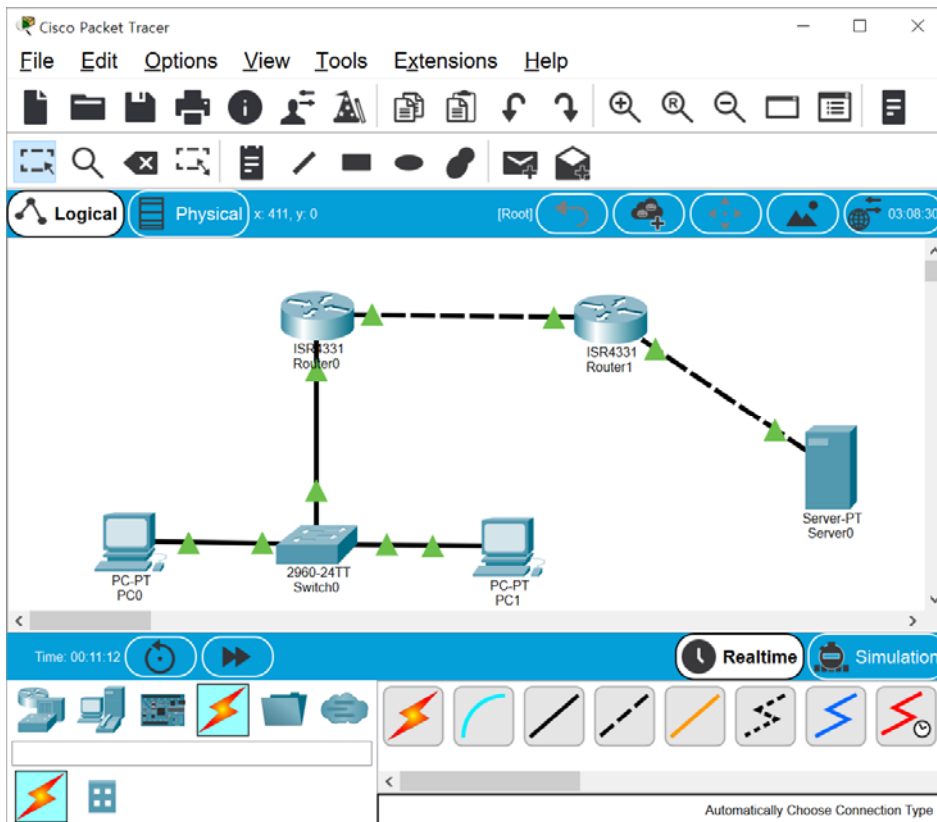 Cisco Packet Tracer
File Edit Options View Tools Extensions Help
R
Logical Physical x: 411, y: 0 [Root] 03:08:30
ISR4331
Router0
ISR4331
Router1
Server-PT
Server0
PC-PT
PC0
2960-24TT
Switch0
PC-PT
PC1
Time: 00:11:12 Realtime Simulation
Automatically Choose Connection Type